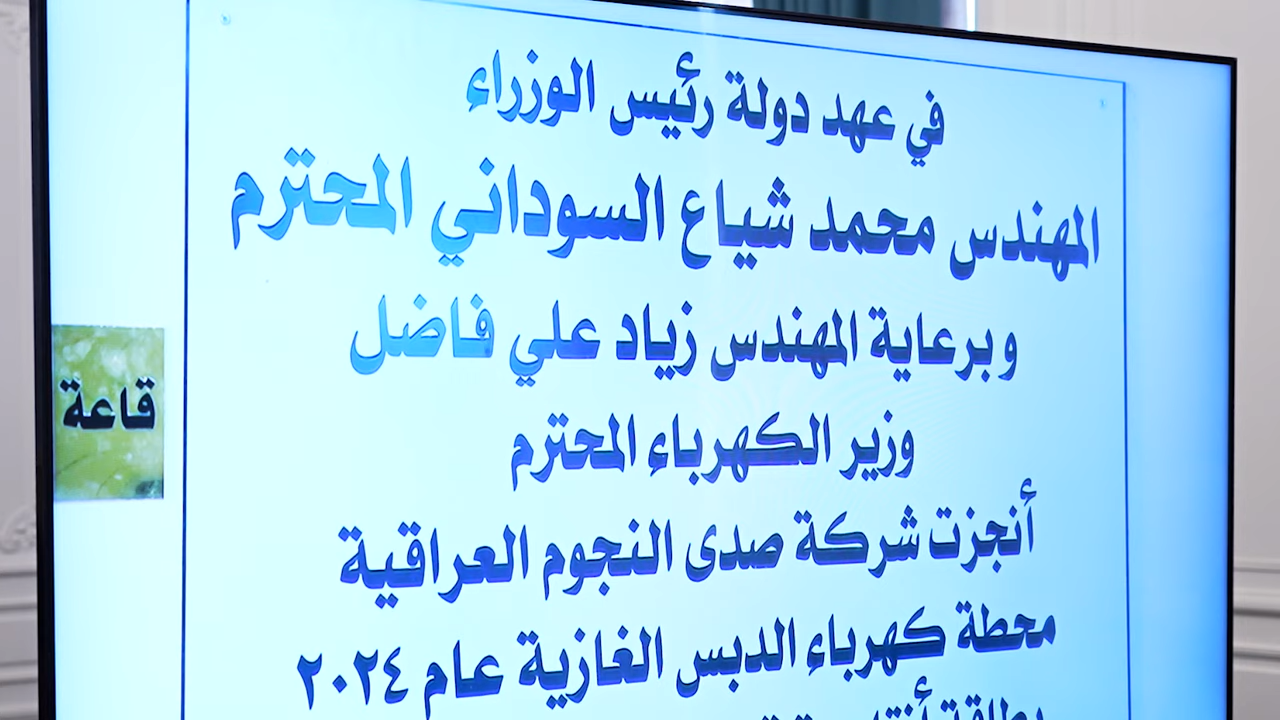 في عهد دولة رئيس الوزراء
المهندس محمد شياع السوداني المحترم
وبرعاية المهندس زياد علي فاضل
وزير الكهرباء المحترم
أنجزت شركة صدى النجوم العراقية
محطة كهرباء الدبس الغازية عام ٢٠٢٤
قاعة